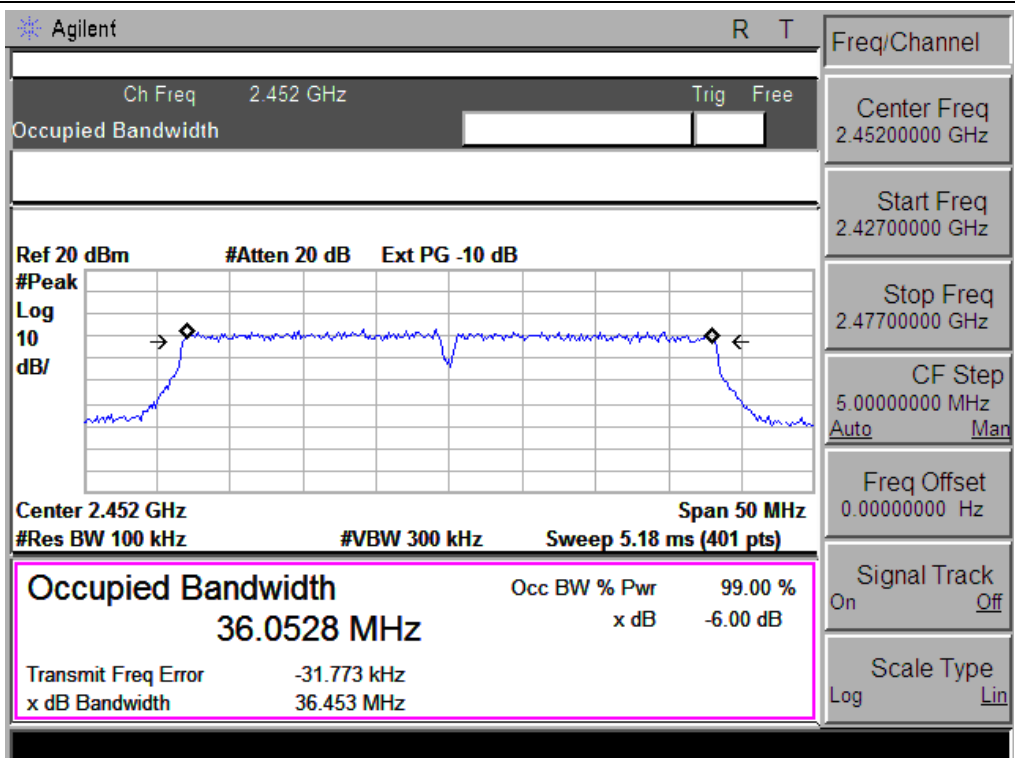 Agilent R T
Ch Freq 2.452 GHz Trig Free
Occupied Bandwidth
Ref 20 dBm #Atten 20 dB Ext PG -10 dB
#Peak
Log
10
dB/
Center 2.452 GHz Span 50 MHz
#Res BW 100 kHz #VBW 300 kHz Sweep 5.18 ms (401 pts)
Occupied Bandwidth Occ BW % Pwr 99.00 %
36.0528 MHz x dB -6.00 dB
Transmit Freq Error -31.773 kHz
x dB Bandwidth 36.453 MHz
Freq/Channel
Center Freq
2.45200000 GHz
Start Freq
2.42700000 GHz
Stop Freq
2.47700000 GHz
CF Step
5.00000000 MHz
Auto Man
Freq Offset
0.00000000 Hz
Signal Track
On Off
Scale Type
Log Lin